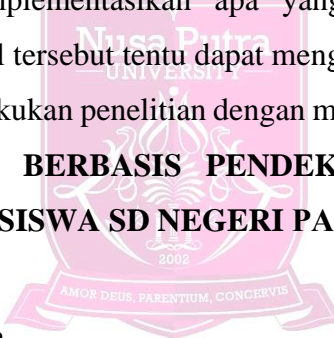 mplementasikan apa yang
Nusa Putra
UNIVERSITY
l tersebut tentu dapat meng
kukan penelitian dengan m
BERBASIS PENDEK
SISWA SD NEGERI PA
2002
AMOR DEUS, PARENTIUM, CONCERVIS